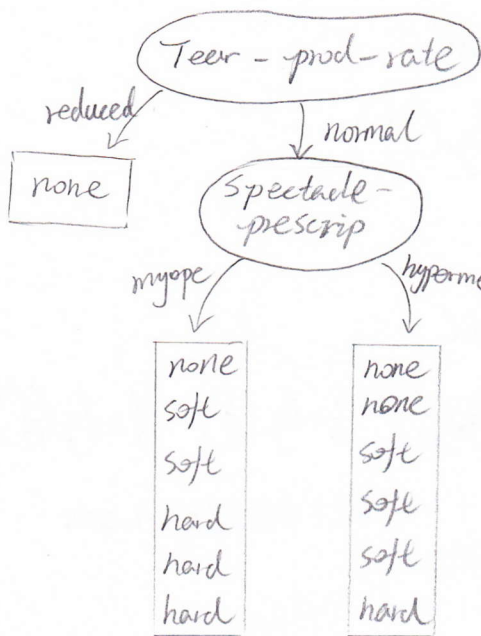 Tear - prod - rate
reduced
normal
none
Spectacle -
prescrip
myope
hyperme
none
soft
soft
hard
hard
hard
none
none
soft
soft
soft
hard